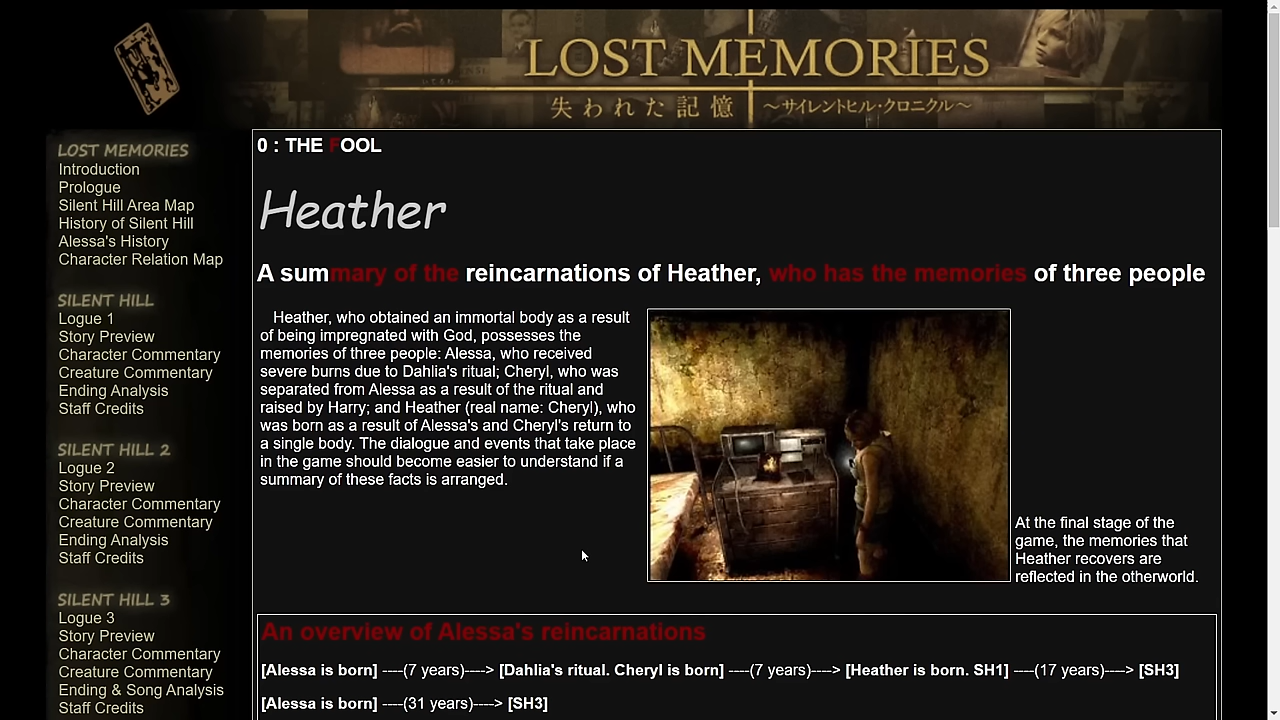 LOST MEMORIES
失われた記憶 ～サイレントヒル・クロニクル～
LOST MEMORIES
Introduction
Prologue
Silent Hill Area Map
History of Silent Hill
Alessa's History
Character Relation Map
SILENT HILL
Logue 1
Story Preview
Character Commentary
Creature Commentary
Ending Analysis
Staff Credits
SILENT HILL 2
Logue 2
Story Preview
Character Commentary
Creature Commentary
Ending Analysis
Staff Credits
SILENT HILL 3
Logue 3
Story Preview
Character Commentary
Creature Commentary
Ending & Song Analysis
Staff Credits
0 : THE FOOL
Heather
A summary of the reincarnations of Heather, who has the memories of three people
Heather, who obtained an immortal body as a result
of being impregnated with God, possesses the
memories of three people: Alessa, who received
severe burns due to Dahlia's ritual; Cheryl, who was
separated from Alessa as a result of the ritual and
raised by Harry; and Heather (real name: Cheryl), who
was born as a result of Alessa's and Cheryl's return to
a single body. The dialogue and events that take place
in the game should become easier to understand if a
summary of these facts is arranged.
At the final stage of the
game, the memories that
Heather recovers are
reflected in the otherworld.
An overview of Alessa's reincarnations
[Alessa is born] ----(7 years)----> [Dahlia's ritual. Cheryl is born] ----(7 years)----> [Heather is born. SH1] ----(17 years)----> [SH3]
[Alessa is born] ----(31 years)----> [SH3]